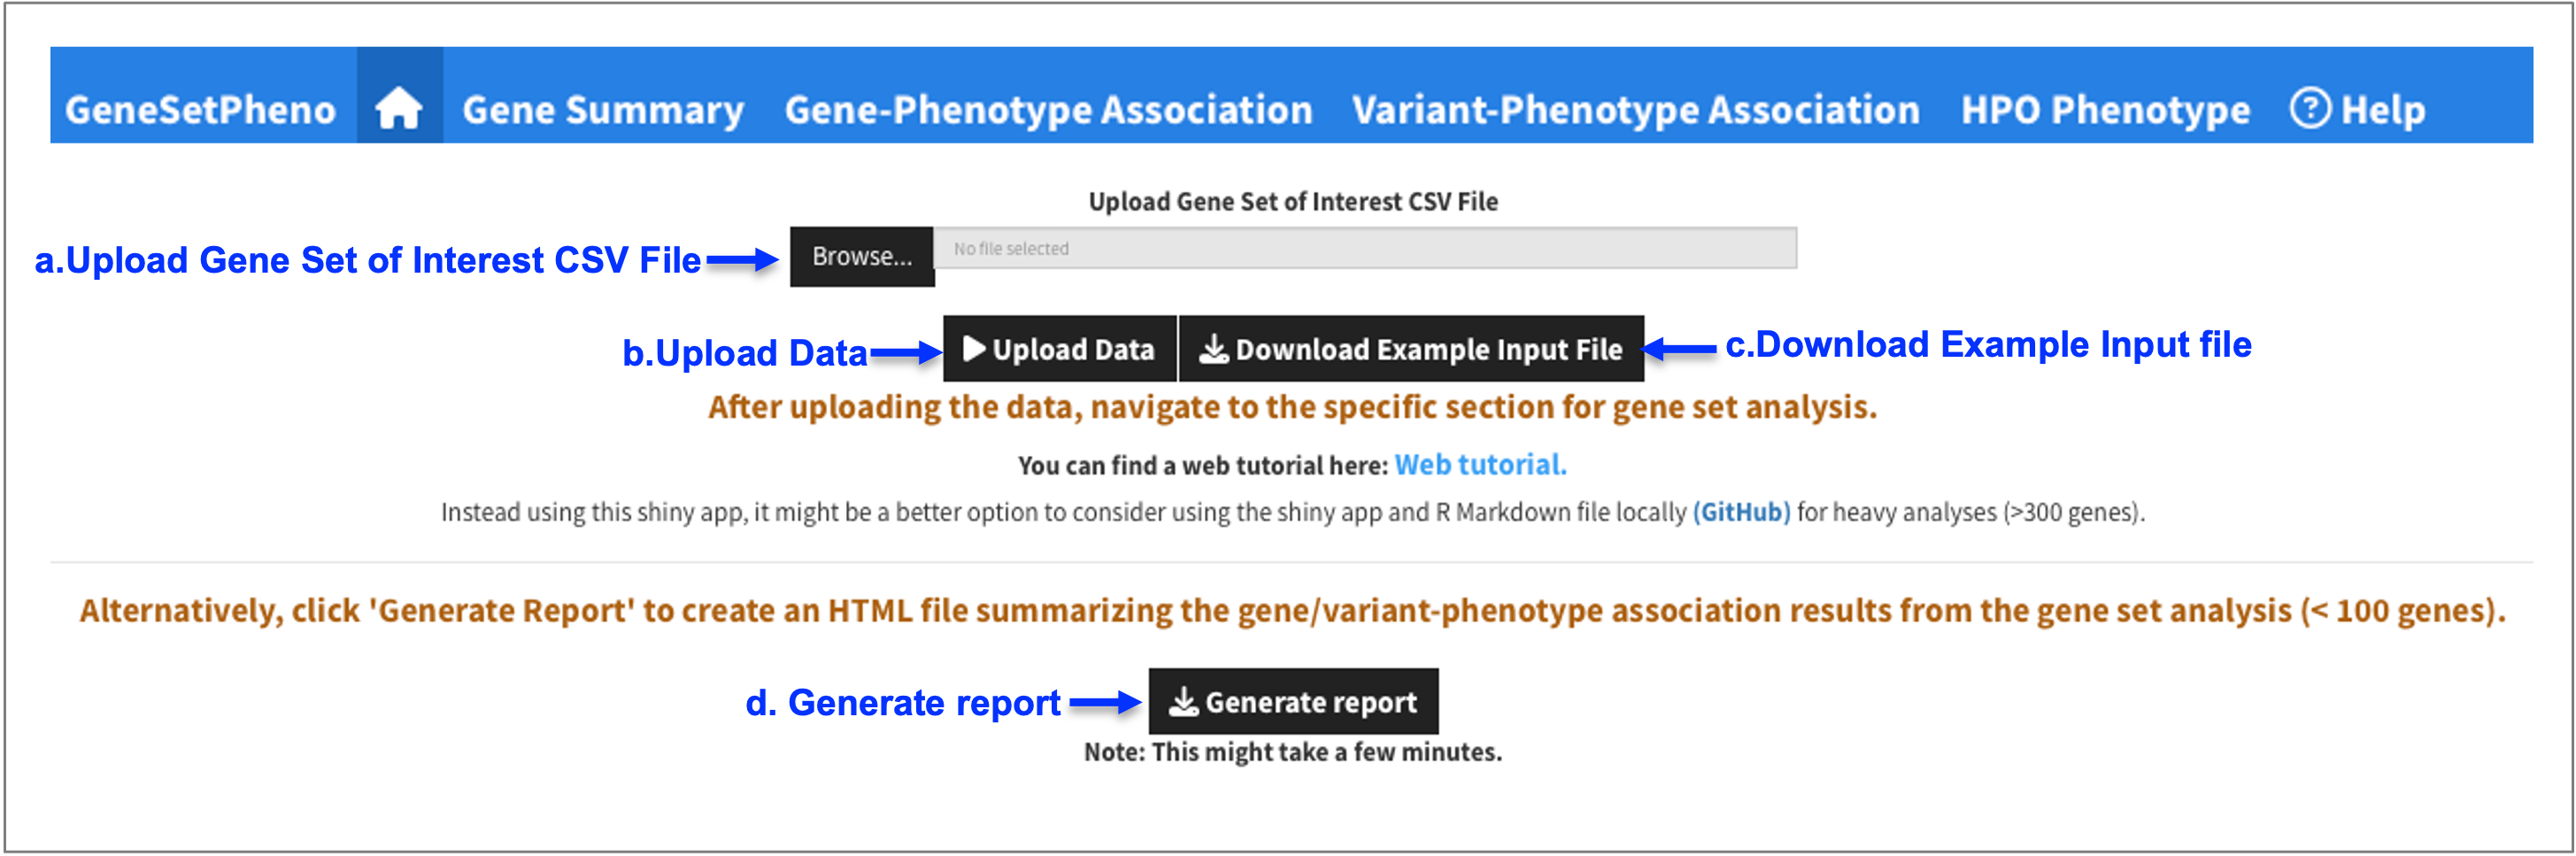 GeneSetPheno Gene Summary Gene-Phenotype Association Variant-Phenotype Association HPO Phenotype ? Help
Upload Gene Set of Interest CSV File
a.Upload Gene Set of Interest CSV File Browse... No file selected
b.Upload Data Upload Data Download Example Input File c.Download Example Input file
After uploading the data, navigate to the specific section for gene set analysis.
You can find a web tutorial here: Web tutorial.
Instead using this shiny app, it might be a better option to consider using the shiny app and R Markdown file locally (GitHub) for heavy analyses (>300 genes).
Alternatively, click 'Generate Report' to create an HTML file summarizing the gene/variant-phenotype association results from the gene set analysis (< 100 genes).
d. Generate report Generate report
Note: This might take a few minutes.